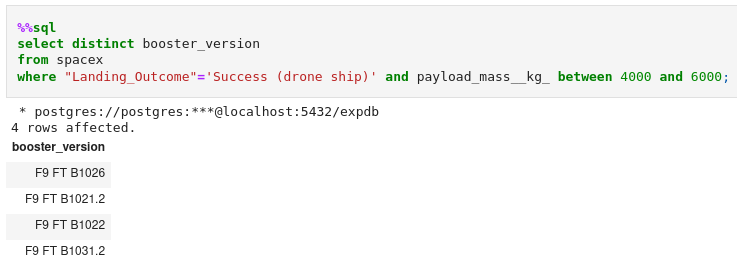 %%sql
select distinct booster_version
from spacex
where "Landing_Outcome"='Success (drone ship)' and payload_mass__kg_ between 4000 and 6000;
* postgres://postgres:***@localhost:5432/expdb
4 rows affected.
booster_version
F9 FT B1026
F9 FT B1021.2
F9 FT B1022
F9 FT B1031.2